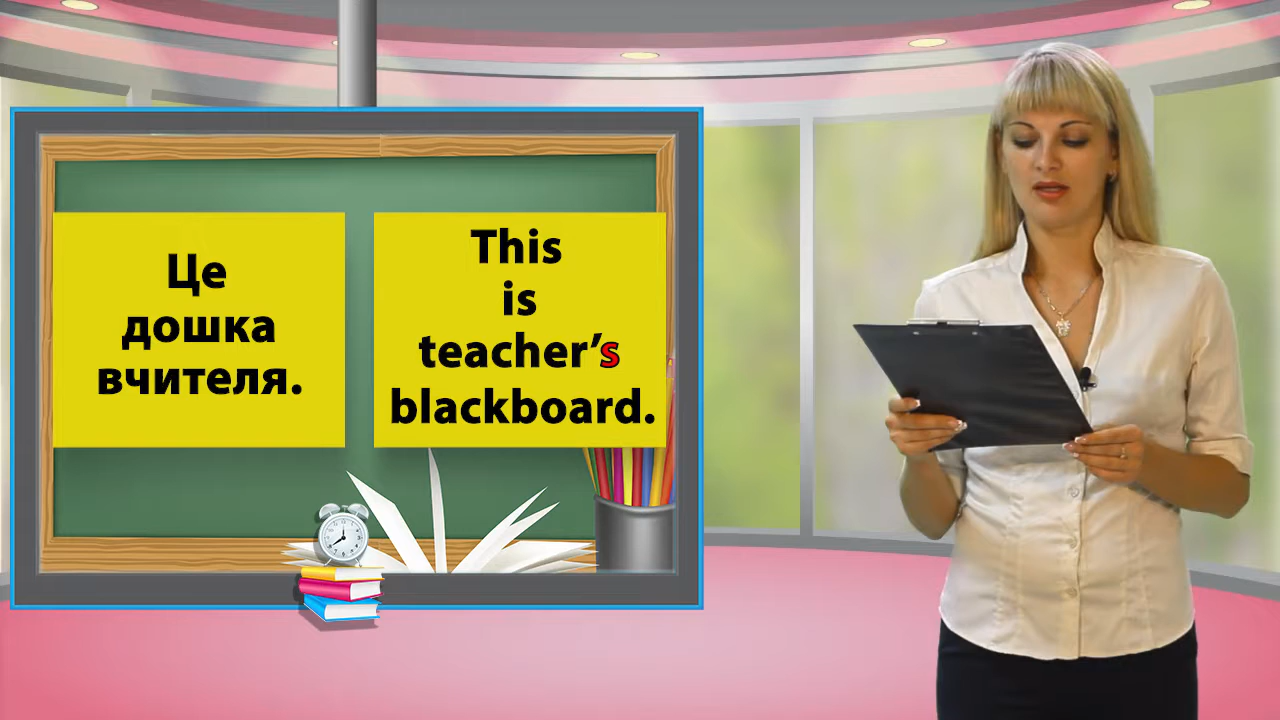 Це
дошка
вчителя.
This
is
teacher’s
blackboard.